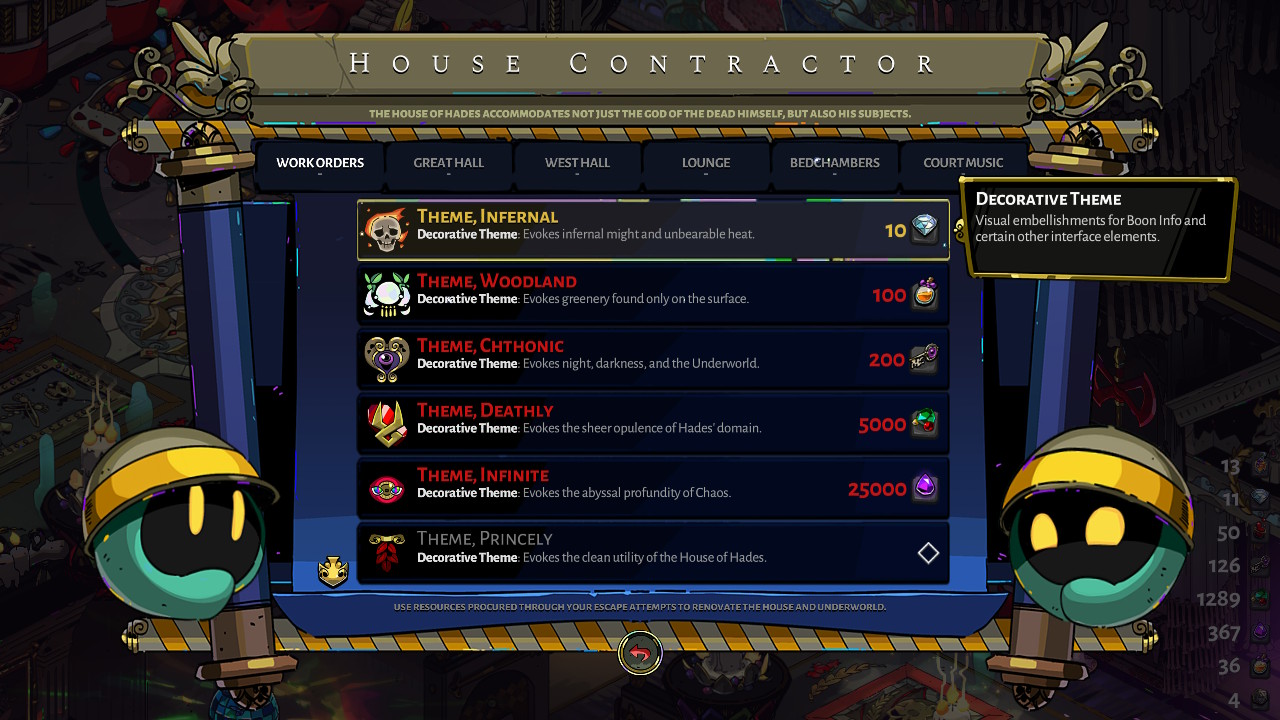 HOUSE CONTRACTOR
THE HOUSE OF HADES ACCOMMODATES NOT JUST THE GOD OF THE DEAD HIMSELF, BUT ALSO HIS SUBJECTS.
WORK ORDERS
GREAT HALL
WEST HALL
LOUNGE
BEDCHAMBERS
COURT MUSIC
DECORATIVE THEME
Visual embellishments for Boon Info and
certain other interface elements.
THEME, INFERNAL
Decorative Theme: Evokes infernal might and unbearable heat.
10
THEME, WOODLAND
Decorative Theme: Evokes greenery found only on the surface.
100
THEME, CHTHONIC
Decorative Theme: Evokes night, darkness, and the Underworld.
200
THEME, DEATHLY
Decorative Theme: Evokes the sheer opulence of Hades' domain.
5000
THEME, INFINITE
Decorative Theme: Evokes the abyssal profundity of Chaos.
25000
THEME, PRINCELY
Decorative Theme: Evokes the clean utility of the House of Hades.
USE RESOURCES PROCURED THROUGH YOUR ESCAPE ATTEMPTS TO RENOVATE THE HOUSE AND UNDERWORLD.
13
11
50
126
1289
367
36
4